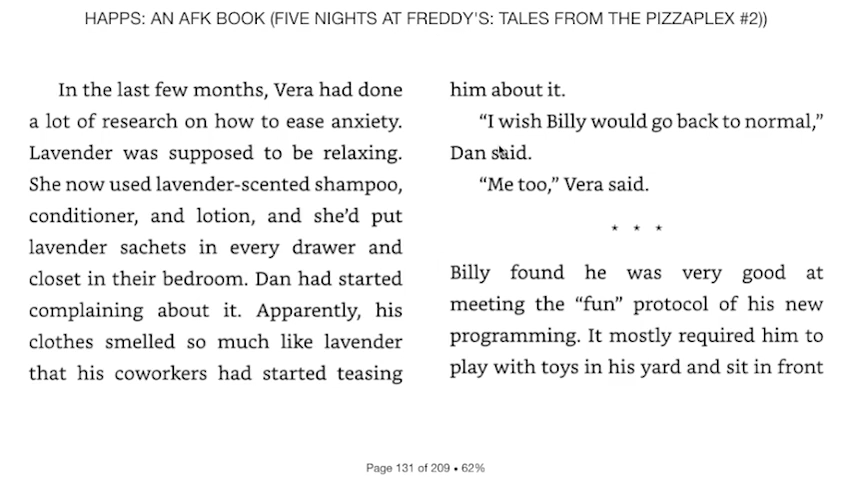 HAPPS: AN AFK BOOK (FIVE NIGHTS AT FREDDY'S: TALES FROM THE PIZZAPLEX #2))
In the last few months, Vera had done
a lot of research on how to ease anxiety.
Lavender was supposed to be relaxing.
She now used lavender-scented shampoo,
conditioner, and lotion, and she’d put
lavender sachets in every drawer and
closet in their bedroom. Dan had started
complaining about it. Apparently, his
clothes smelled so much like lavender
that his coworkers had started teasing
him about it.
“I wish Billy would go back to normal,”
Dan said.
“Me too,” Vera said.
* * *
Billy found he was very good at
meeting the “fun” protocol of his new
programming. It mostly required him to
play with toys in his yard and sit in front
Page 131 of 209 • 62%